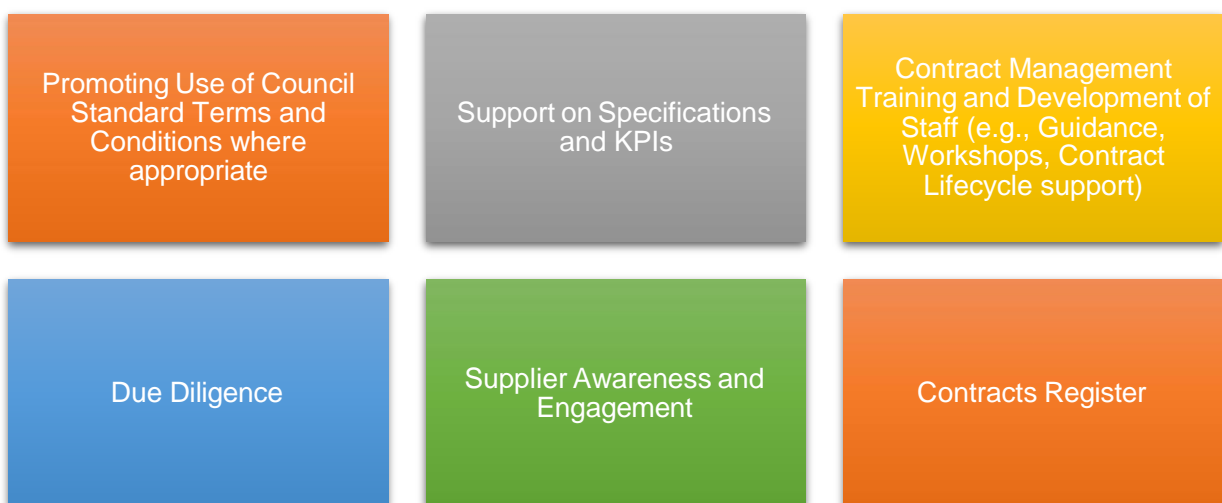 Promoting Use of Council
Standard Terms and
Conditions where
appropriate
Support on Specifications
and KPIs
Contract Management
Training and Development of
Staff (e.g., Guidance,
Workshops, Contract
Lifecycle support)
Due Diligence
Supplier Awareness and
Engagement
Contracts Register